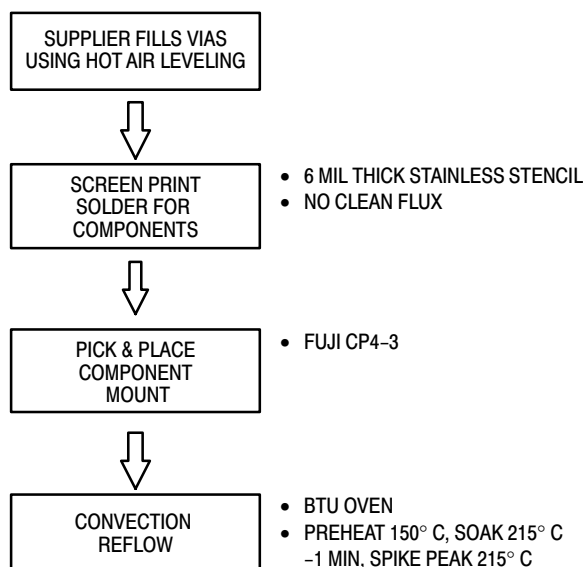 SUPPLIER FILLS VIAS
USING HOT AIR LEVELING
SCREEN PRINT
SOLDER FOR
COMPONENTS
• 6 MIL THICK STAINLESS STENCIL
• NO CLEAN FLUX
PICK & PLACE
COMPONENT
MOUNT
• FUJI CP4–3
CONVECTION
REFLOW
• BTU OVEN
• PREHEAT 150° C, SOAK 215° C
–1 MIN, SPIKE PEAK 215° C